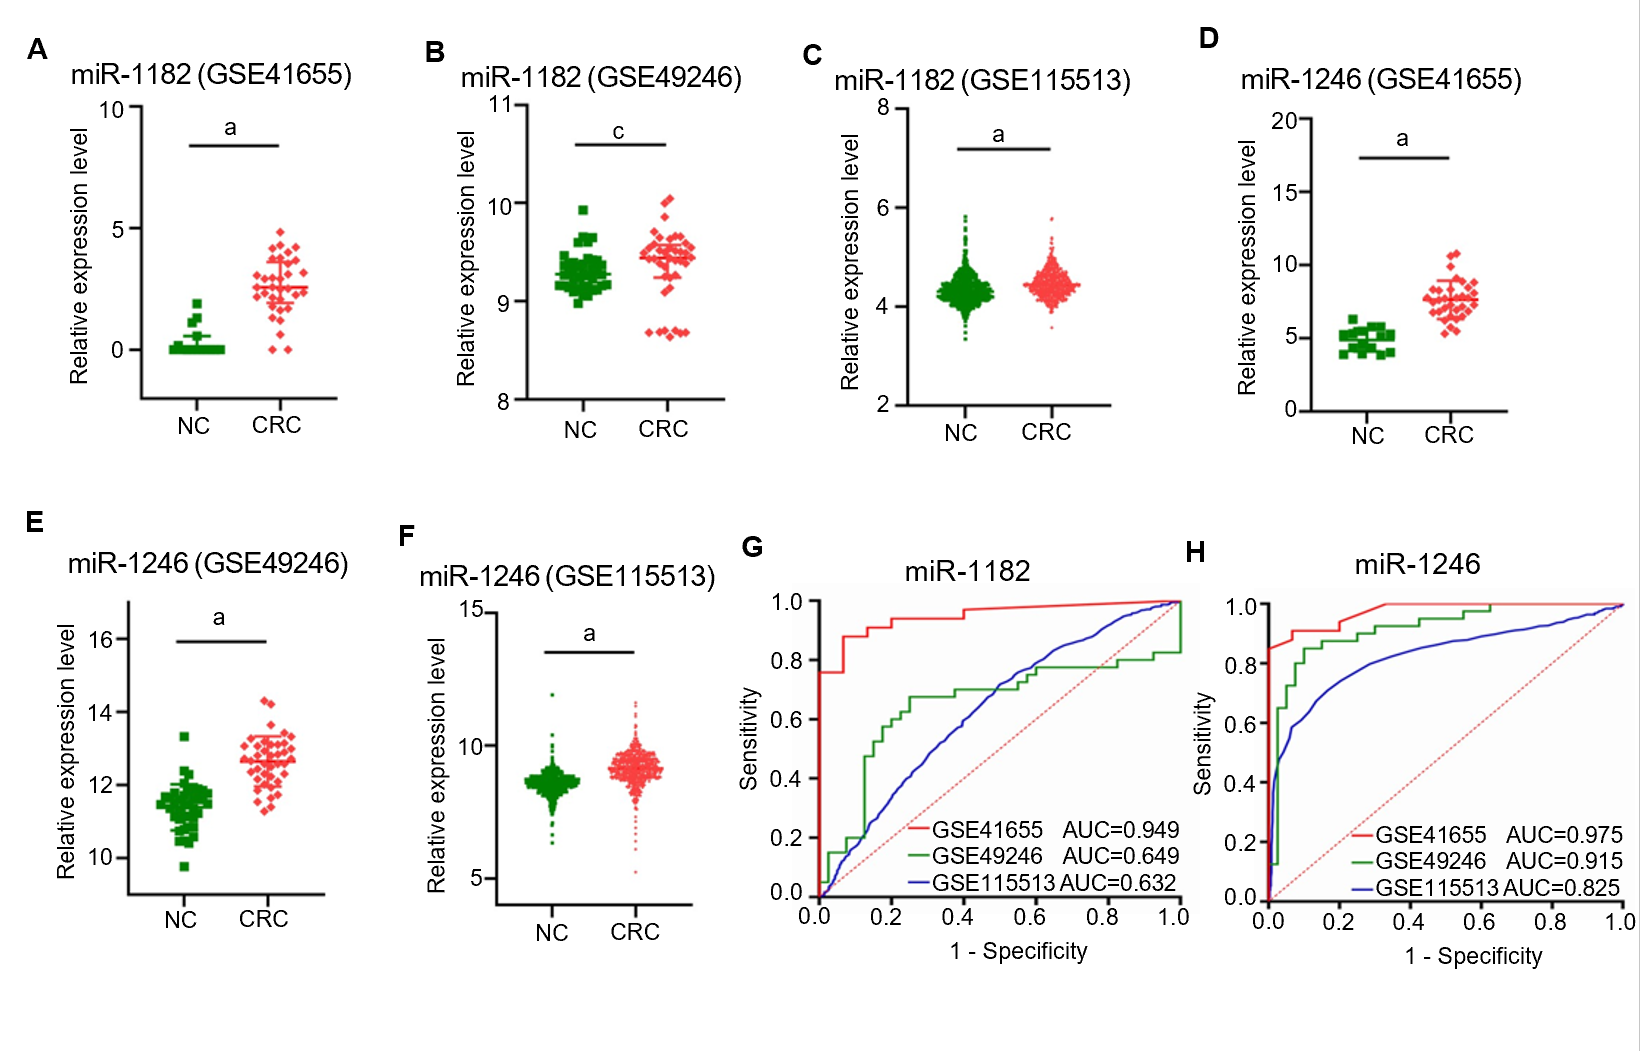 A
miR-1182 (GSE41655)
Relative expression level
10
5
0
a
NC
CRC
B
miR-1182 (GSE49246)
Relative expression level
11
10
9
8
c
NC
CRC
C
miR-1182 (GSE115513)
Relative expression level
8
6
4
2
a
NC
CRC
D
miR-1246 (GSE41655)
Relative expression level
20
15
10
5
0
a
NC
CRC
E
miR-1246 (GSE49246)
Relative expression level
16
14
12
10
a
NC
CRC
F
miR-1246 (GSE115513)
Relative expression level
15
10
5
a
NC
CRC
G
miR-1182
Sensitivity
1.0
0.8
0.6
0.4
0.2
0.0
GSE41655 AUC=0.949
GSE49246 AUC=0.649
GSE115513 AUC=0.632
0.0 0.2 0.4 0.6 0.8 1.0
1 - Specificity
H
miR-1246
Sensitivity
1.0
0.8
0.6
0.4
0.2
0.0
GSE41655 AUC=0.975
GSE49246 AUC=0.915
GSE115513 AUC=0.825
0.0 0.2 0.4 0.6 0.8 1.0
1 - Specificity